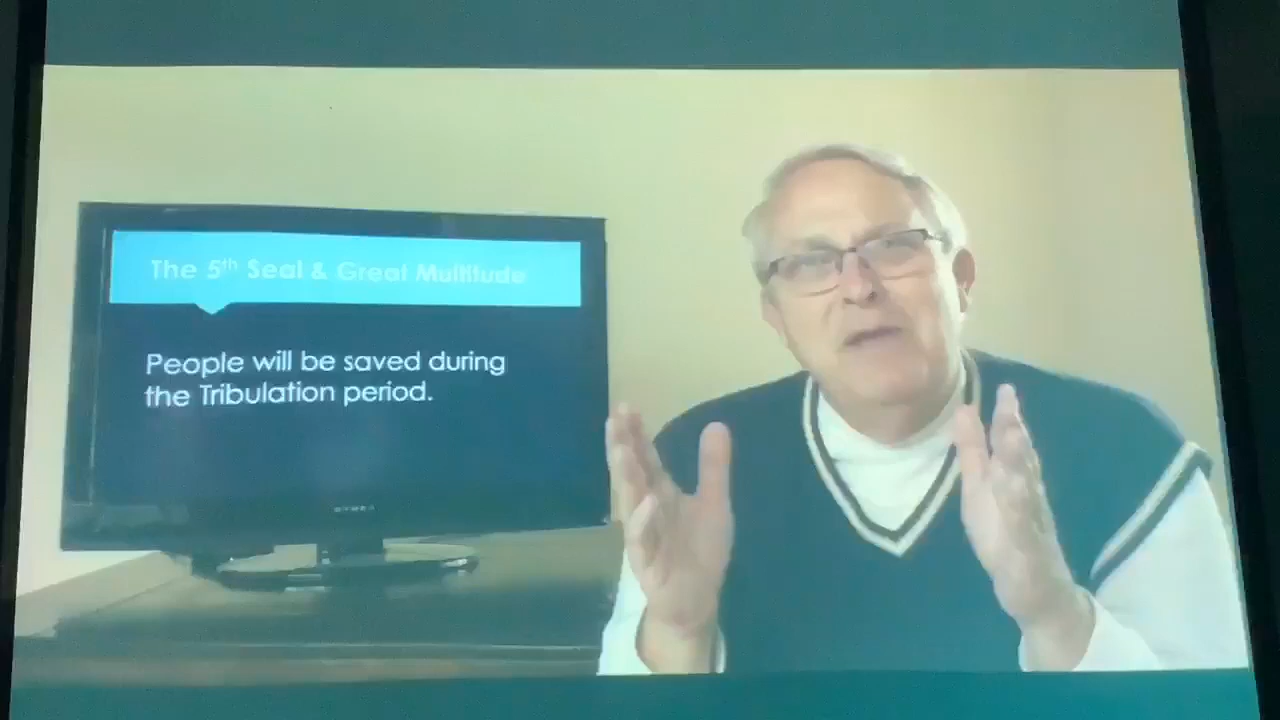 The 5th Seal & Great Multitude
People will be saved during
the Tribulation period.